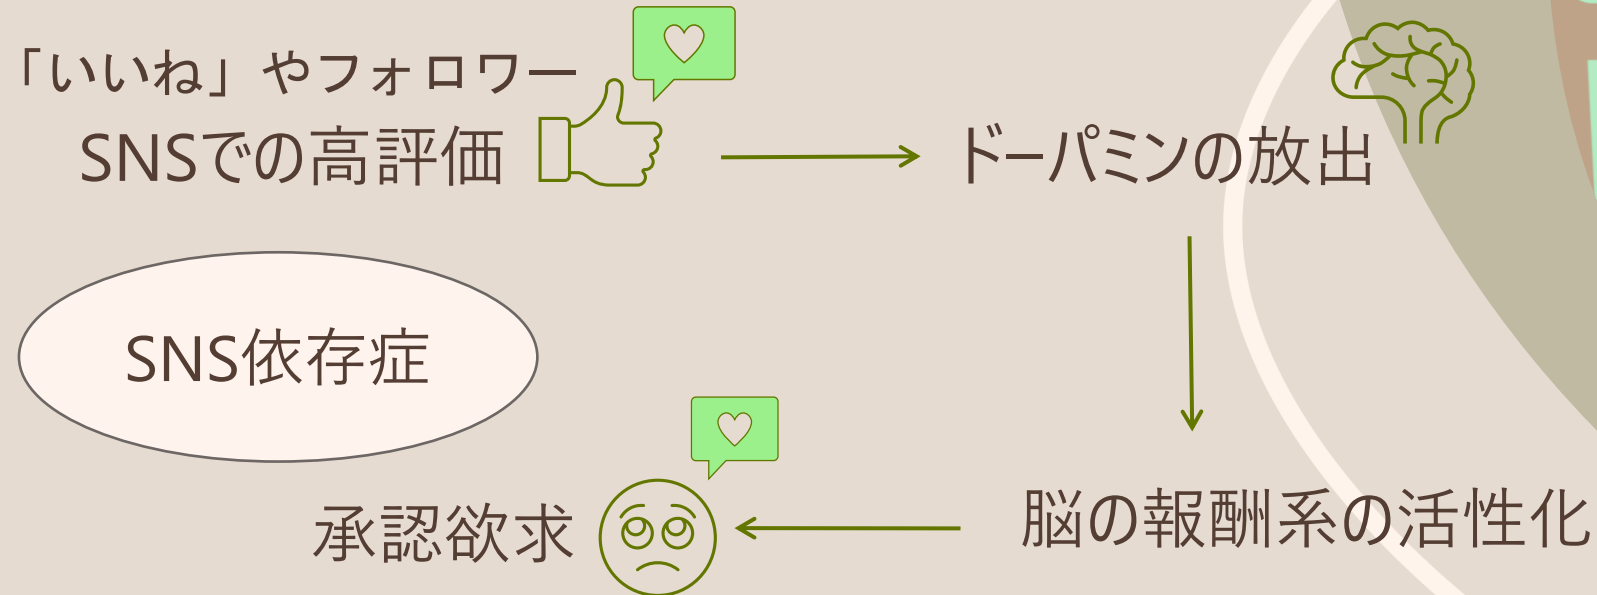 「いいね」やフォロワー
SNSでの高評価
ドーパミンの放出
SNS依存症
承認欲求
脳の報酬系の活性化